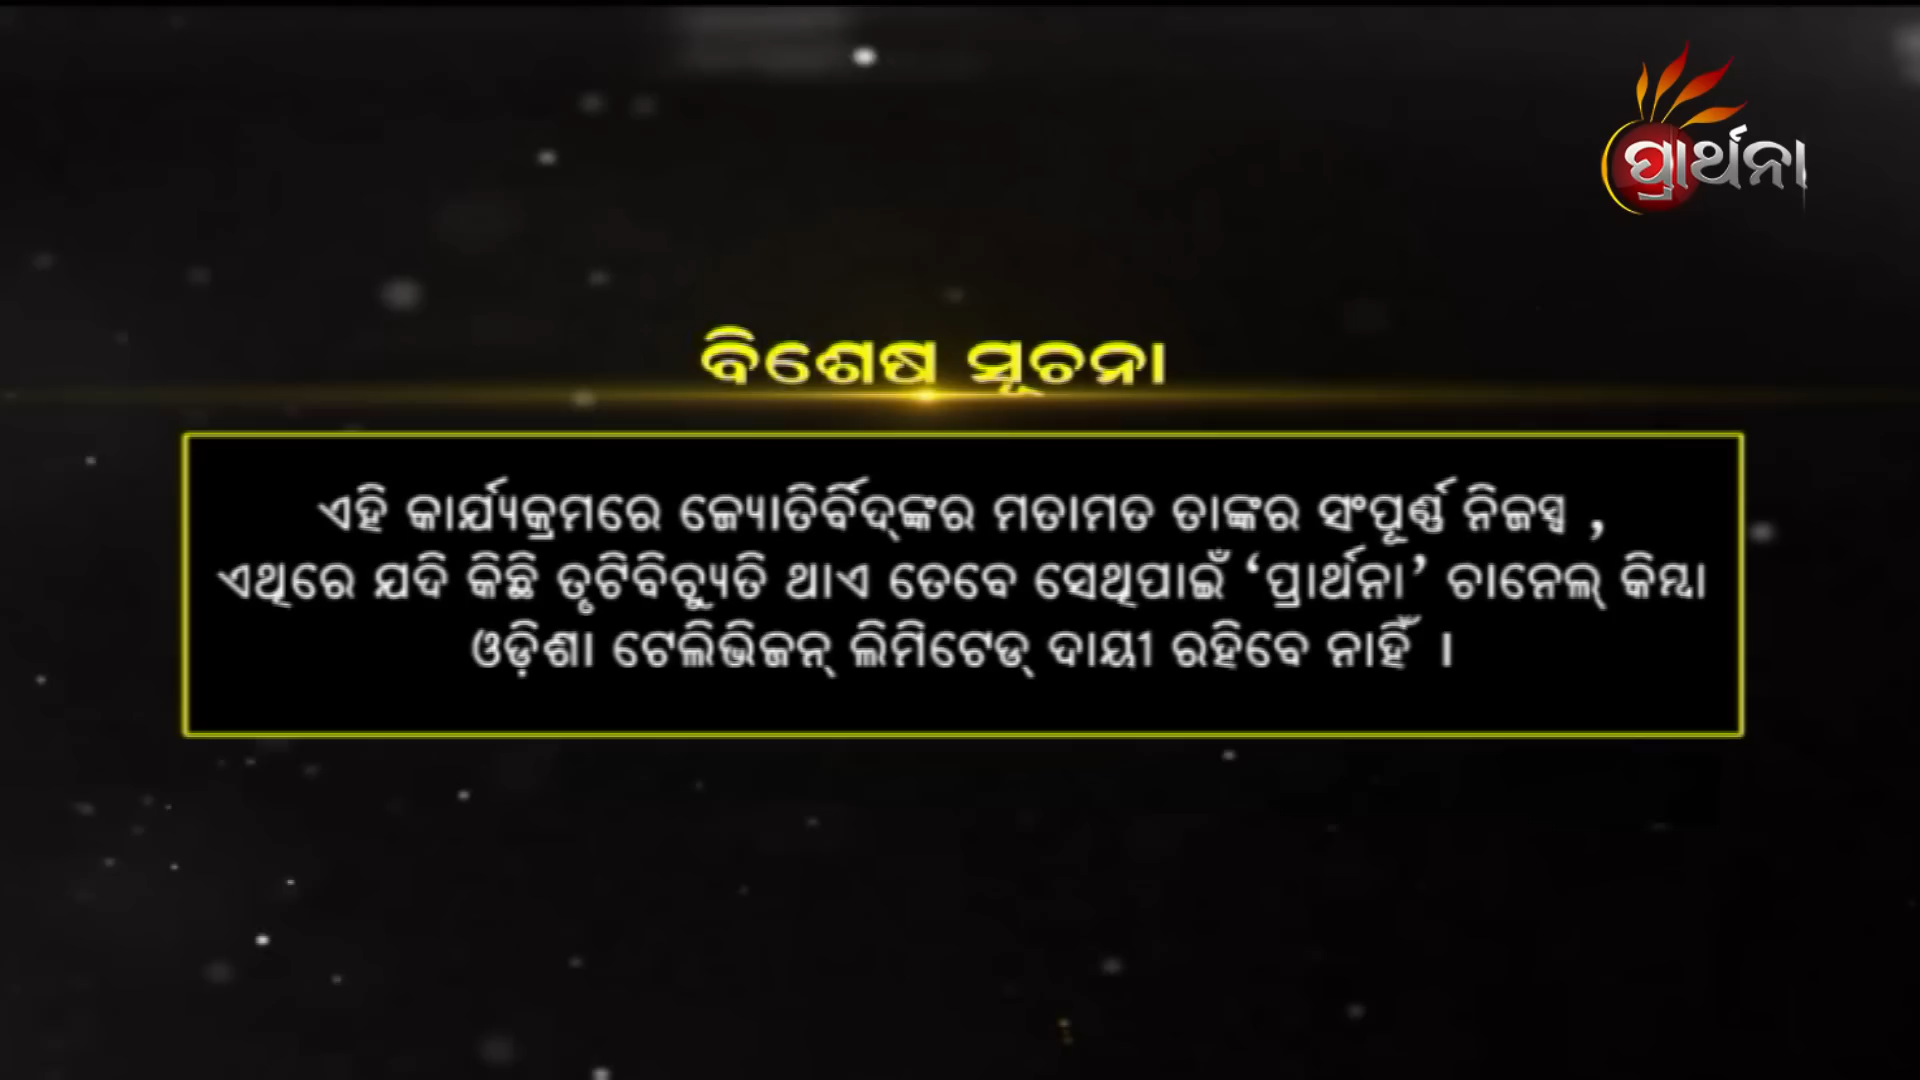 ପ୍ରାର୍ଥନା
ବିଶେଷ ସୂଚନା
ଏହି କାର୍ଯ୍ୟକ୍ରମରେ ଜ୍ୟୋତିର୍ବିଦ୍‌ଙ୍କର ମତାମତ ତାଙ୍କର ସଂପୂର୍ଣ୍ଣ ନିଜସ୍ୱ ,
ଏଥିରେ ଯଦି କିଛି ତୃଟିବିଚ୍ୟୁତି ଥାଏ ତେବେ ସେଥିପାଇଁ ‘ପ୍ରାର୍ଥନା’ ଚାନେଲ୍ କିମ୍ବା
ଓଡ଼ିଶା ଟେଲିଭିଜନ୍ ଲିମିଟେଡ୍ ଦାୟୀ ରହିବେ ନାହିଁ ।